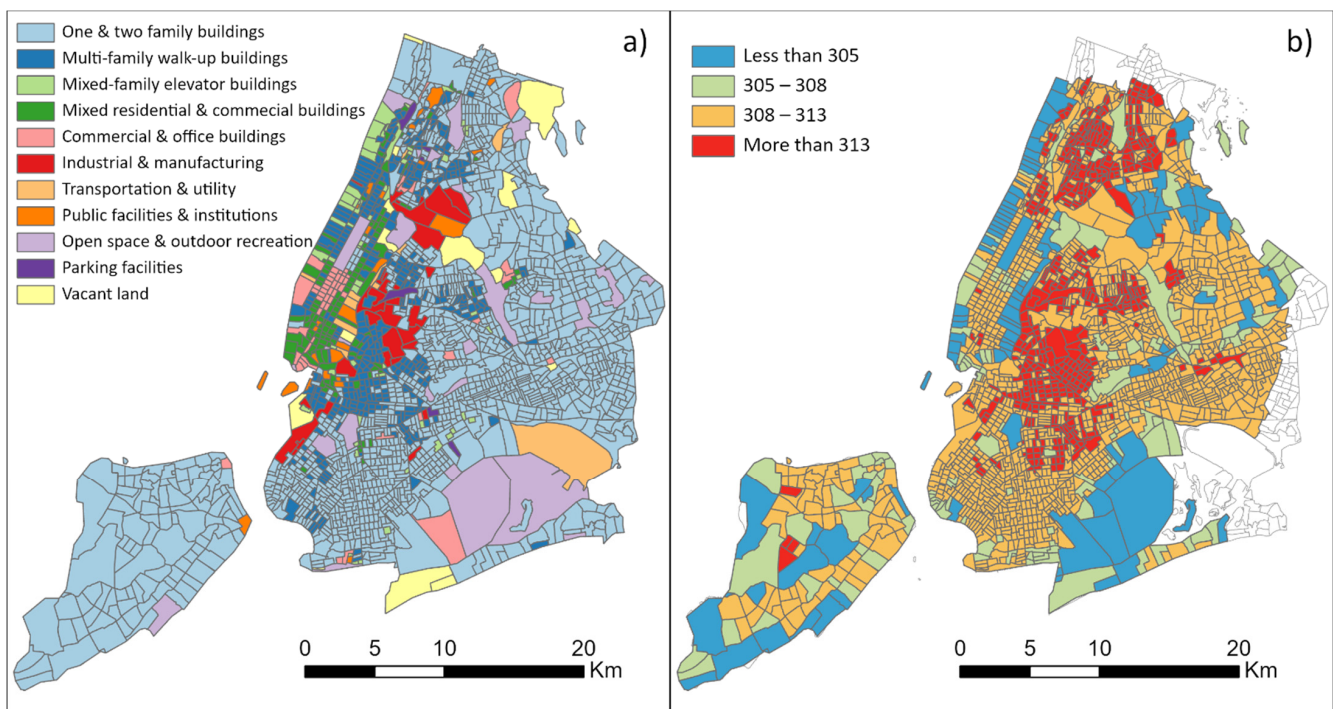 a)
One & two family buildings
Multi-family walk-up buildings
Mixed-family elevator buildings
Mixed residential & commecial buildings
Commercial & office buildings
Industrial & manufacturing
Transportation & utility
Public facilities & institutions
Open space & outdoor recreation
Parking facilities
Vacant land
0 5 10 20
Km
b)
Less than 305
305 – 308
308 – 313
More than 313
0 5 10 20
Km